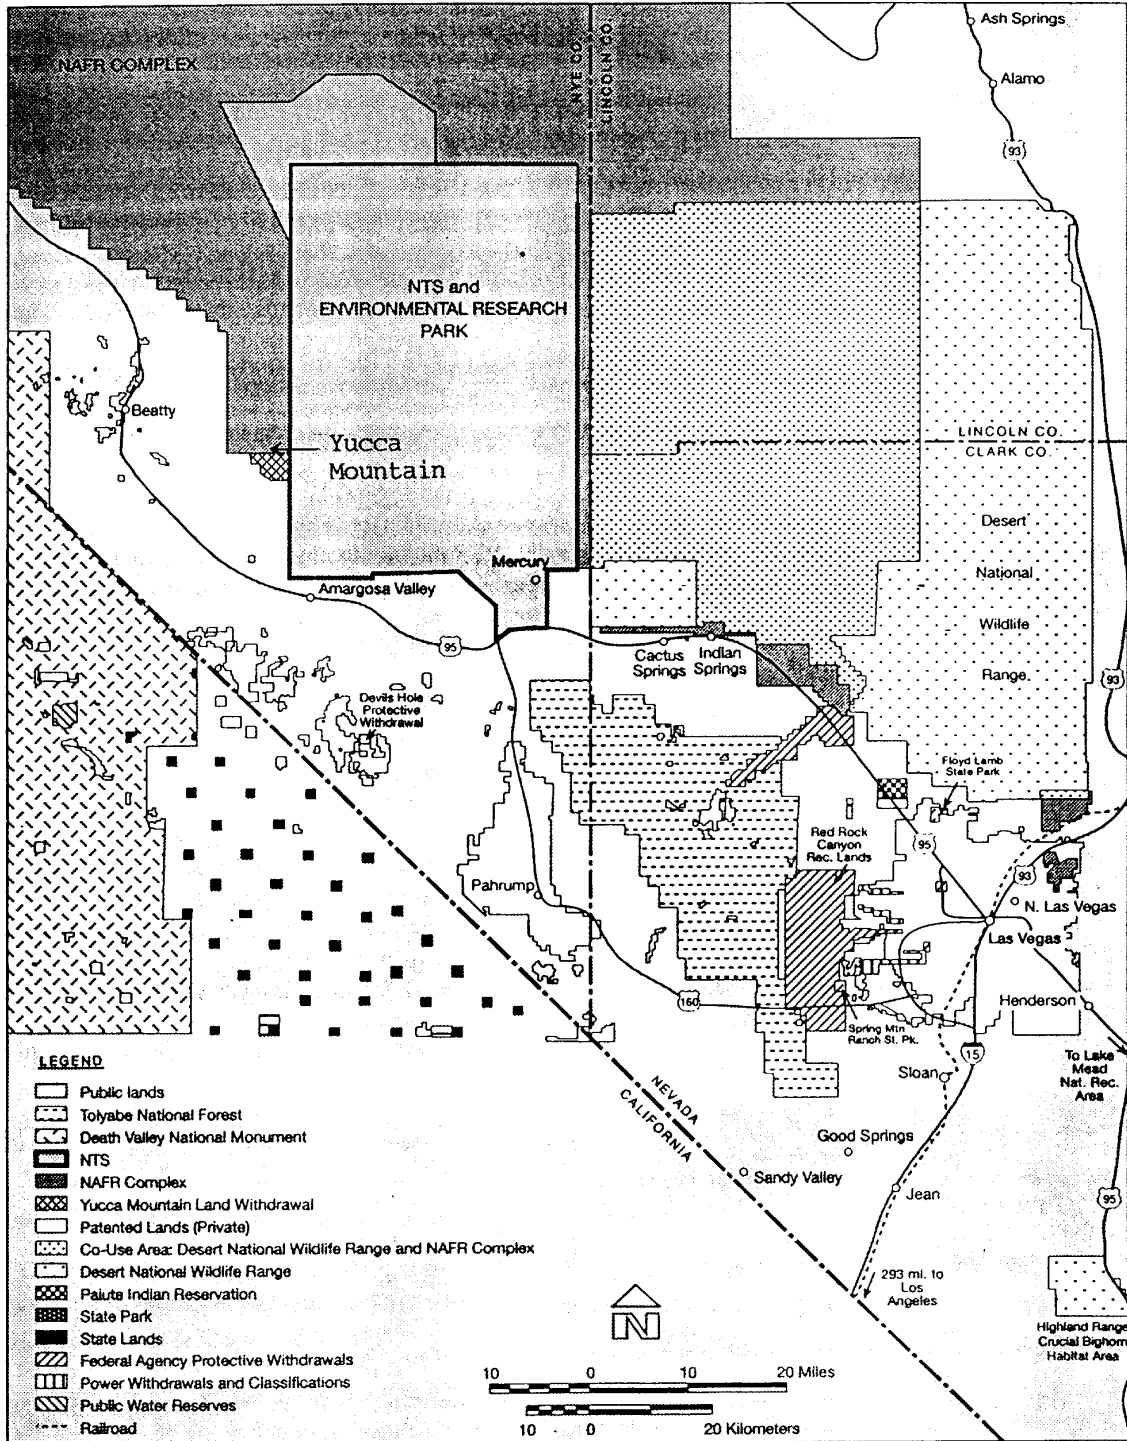 NAFR COMPLEX
NYE CO.
LINCOLN CO.
Ash Springs
Alamo
93
NTS and
ENVIRONMENTAL RESEARCH
PARK
Beatty
Yucca
Mountain
LINCOLN CO.
CLARK CO.
Desert
National
Wildlife
Range
Mercury
Amargosa Valley
95
Cactus
Springs
Indian
Springs
93
Devils Hole
Protective
Withdrawal
Floyd Lamb
State Park
Red Rock
Canyon
Rec. Lands
95
93
Pahrump
N. Las Vegas
Las Vegas
160
Henderson
Spring Mtn
Ranch St. Pk.
15
Sloan
To Lake
Mead
Nat. Rec.
Area
NEVADA
CALIFORNIA
Good Springs
Sandy Valley
Jean
95
293 mi. to
Los
Angeles
Highland Range
Crucial Bighorn
Habitat Area
LEGEND
Public lands
Toiyabe National Forest
Death Valley National Monument
NTS
NAFR Complex
Yucca Mountain Land Withdrawal
Patented Lands (Private)
Co-Use Area: Desert National Wildlife Range and NAFR Complex
Desert National Wildlife Range
Paiute Indian Reservation
State Park
State Lands
Federal Agency Protective Withdrawals
Power Withdrawals and Classifications
Public Water Reserves
Railroad
N
10 0 10 20 Miles
10 0 20 Kilometers